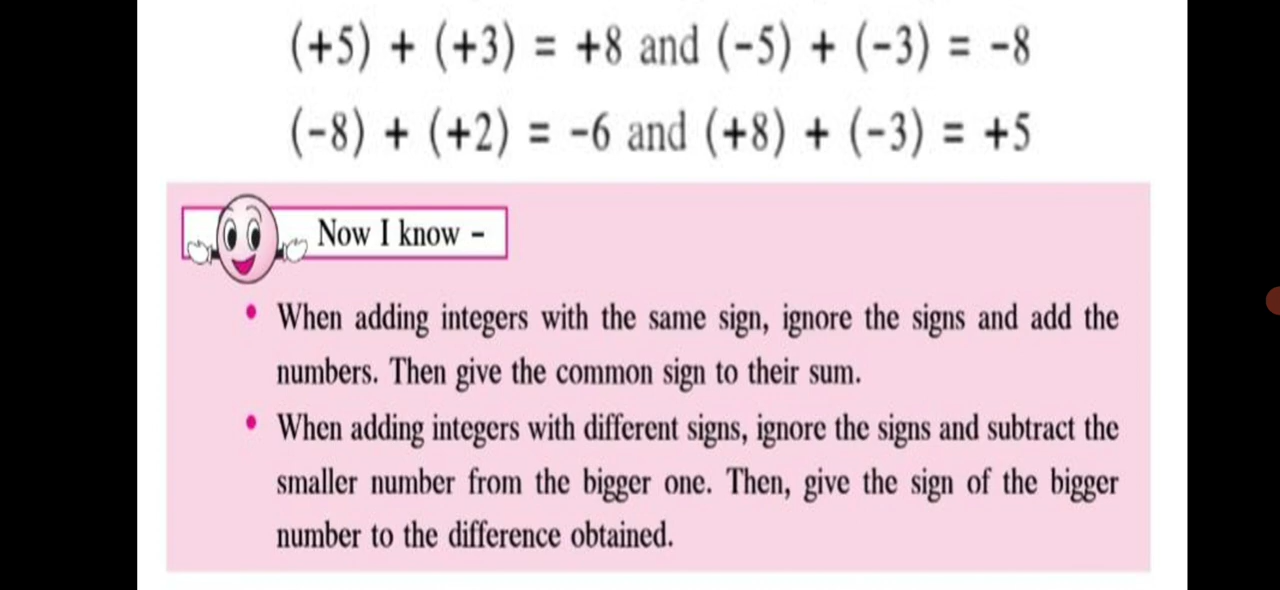 (+5) + (+3) = +8 and (-5) + (-3) = -8
(-8) + (+2) = -6 and (+8) + (-3) = +5
Now I know -
• When adding integers with the same sign, ignore the signs and add the
numbers. Then give the common sign to their sum.
• When adding integers with different signs, ignore the signs and subtract the
smaller number from the bigger one. Then, give the sign of the bigger
number to the difference obtained.